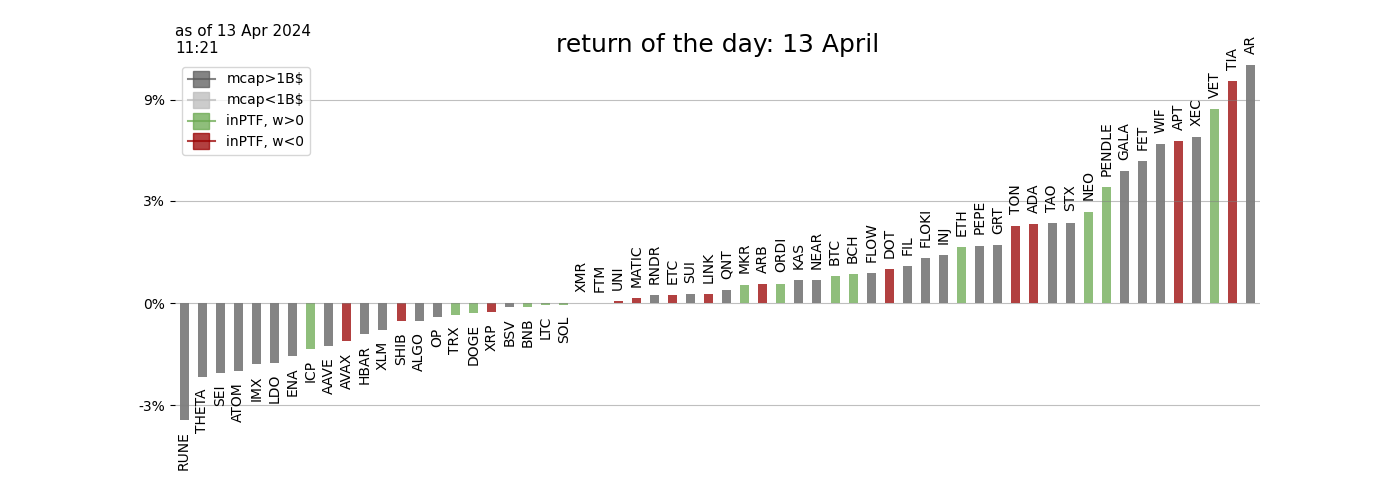 as of 13 Apr 2024
11:21
return of the day: 13 April
mcap>1B$
mcap<1B$
inPTF, w>0
inPTF, w<0
9%
3%
0%
-3%
RUNE
THETA
SEI
ATOM
IMX
LDO
ENA
ICP
AAVE
AVAX
HBAR
XLM
SHIB
ALGO
OP
TRX
DOGE
XRP
BSV
BNB
LTC
SOL
XMR
FTM
UNI
MATIC
RNDR
ETC
SUI
LINK
QNT
MKR
ARB
ORDI
KAS
NEAR
BTC
BCH
FLOW
DOT
FIL
FLOKI
INJ
ETH
PEPE
GRT
TON
ADA
TAO
STX
NEO
PENDLE
GALA
FET
WIF
APT
XEC
VET
TIA
AR